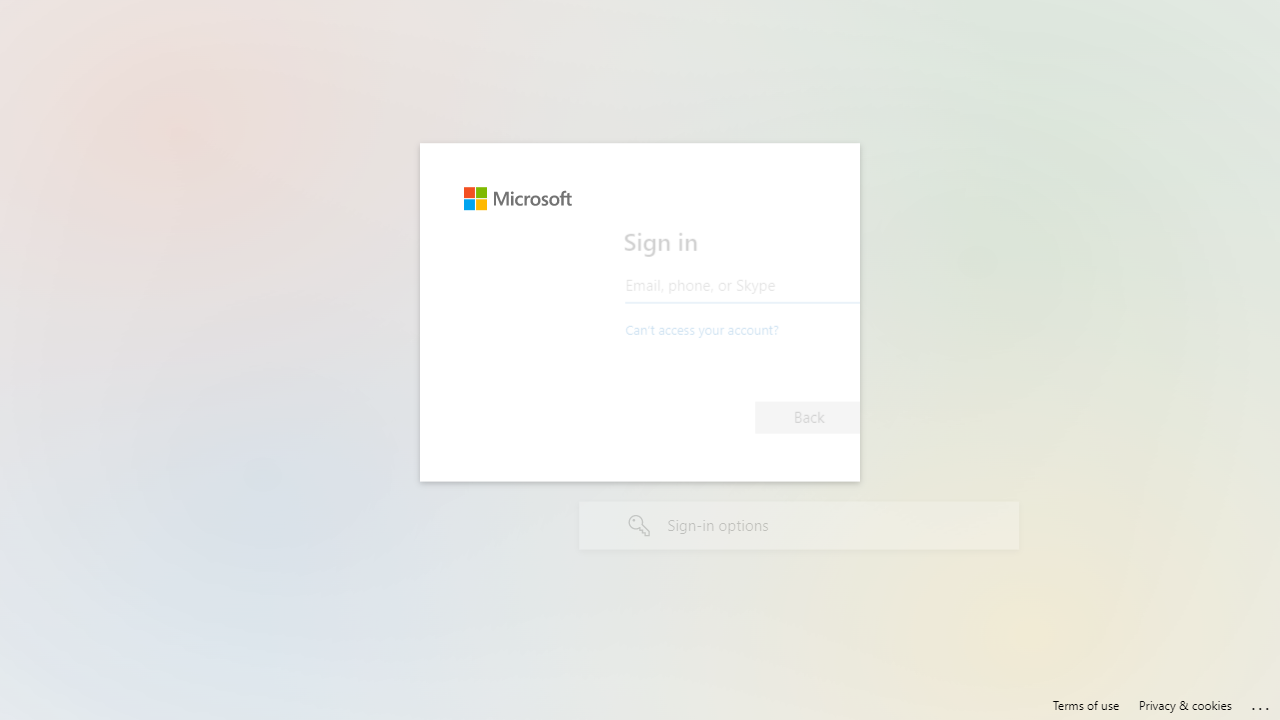 Microsoft
Sign in
Email, phone, or Skype
Can't access your account?
Back
Sign-in options
Terms of use Privacy & cookies ...